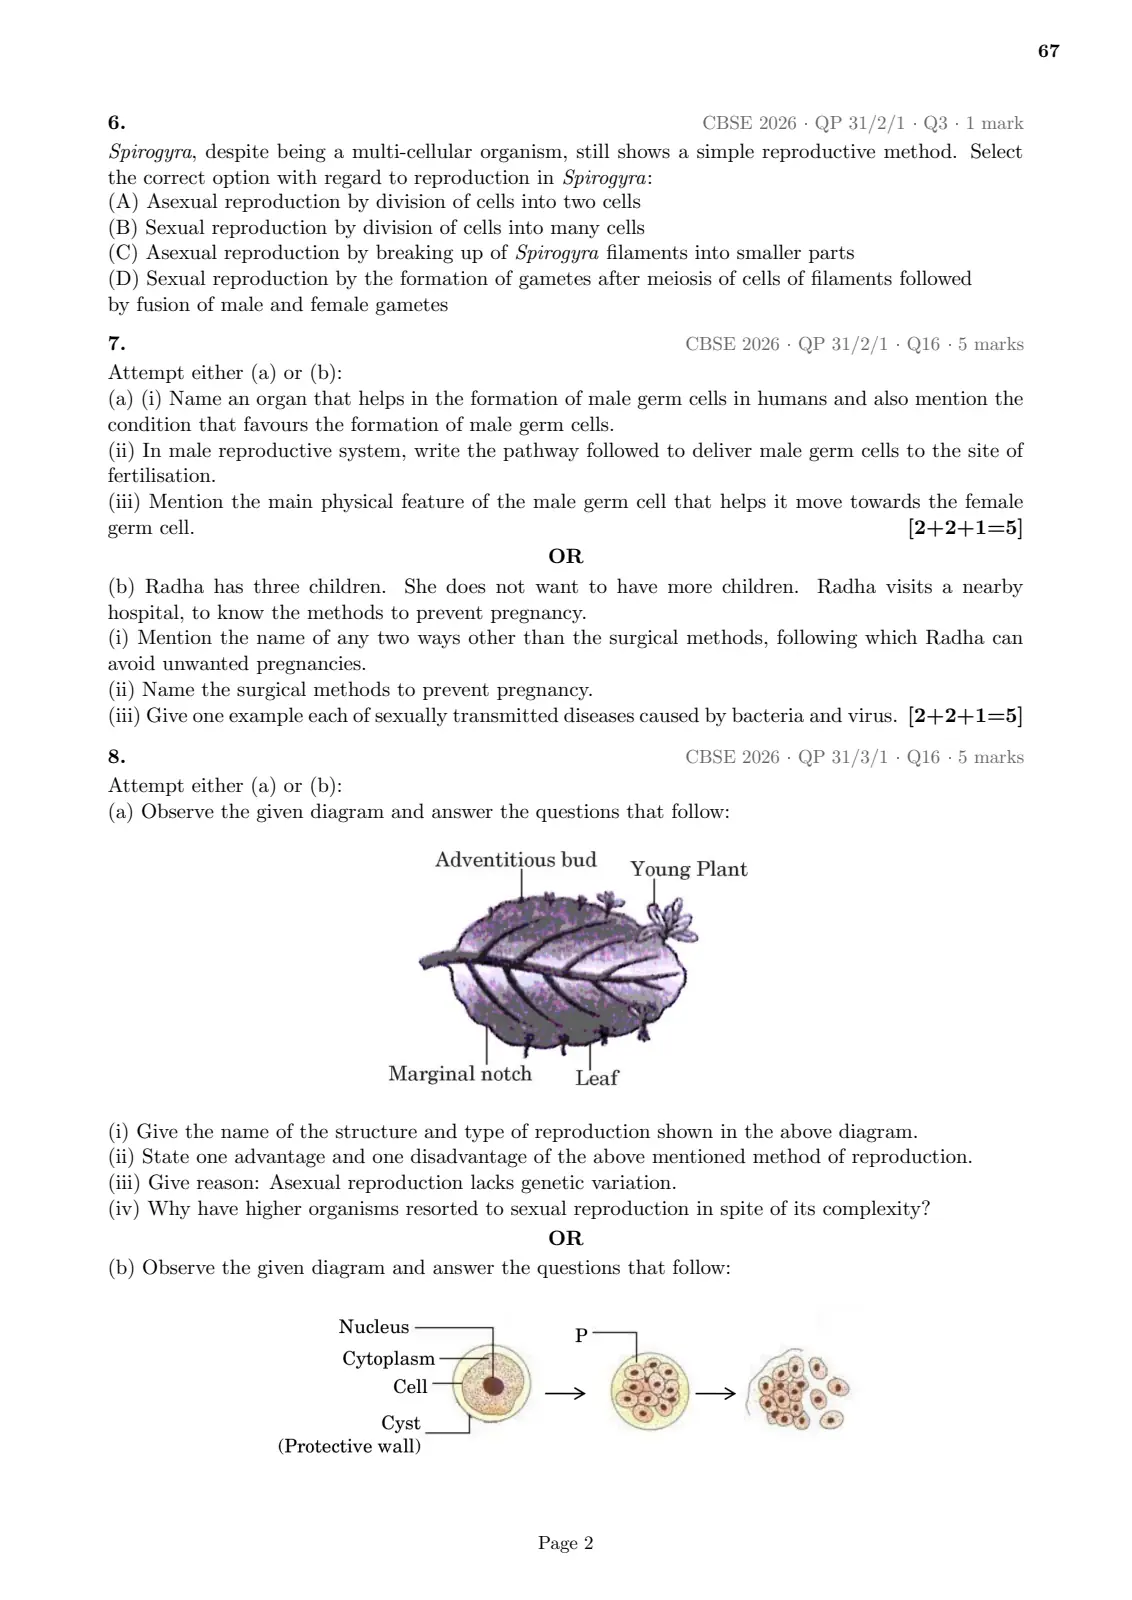 67
6.
CBSE 2026 · QP 31/2/1 · Q3 · 1 mark
Spirogyra, despite being a multi-cellular organism, still shows a simple reproductive method. Select
the correct option with regard to reproduction in Spirogyra:
(A) Asexual reproduction by division of cells into two cells
(B) Sexual reproduction by division of cells into many cells
(C) Asexual reproduction by breaking up of Spirogyra filaments into smaller parts
(D) Sexual reproduction by the formation of gametes after meiosis of cells of filaments followed
by fusion of male and female gametes
7.
CBSE 2026 · QP 31/2/1 · Q16 · 5 marks
Attempt either (a) or (b):
(a) (i) Name an organ that helps in the formation of male germ cells in humans and also mention the
condition that favours the formation of male germ cells.
(ii) In male reproductive system, write the pathway followed to deliver male germ cells to the site of
fertilisation.
(iii) Mention the main physical feature of the male germ cell that helps it move towards the female
germ cell. [2+2+1=5]
OR
(b) Radha has three children. She does not want to have more children. Radha visits a nearby
hospital, to know the methods to prevent pregnancy.
(i) Mention the name of any two ways other than the surgical methods, following which Radha can
avoid unwanted pregnancies.
(ii) Name the surgical methods to prevent pregnancy.
(iii) Give one example each of sexually transmitted diseases caused by bacteria and virus. [2+2+1=5]
8.
CBSE 2026 · QP 31/3/1 · Q16 · 5 marks
Attempt either (a) or (b):
(a) Observe the given diagram and answer the questions that follow:
Adventitious bud
Young Plant
Marginal notch
Leaf
(i) Give the name of the structure and type of reproduction shown in the above diagram.
(ii) State one advantage and one disadvantage of the above mentioned method of reproduction.
(iii) Give reason: Asexual reproduction lacks genetic variation.
(iv) Why have higher organisms resorted to sexual reproduction in spite of its complexity?
OR
(b) Observe the given diagram and answer the questions that follow:
Nucleus
P
Cytoplasm
Cell
Cyst
(Protective wall)
Page 2